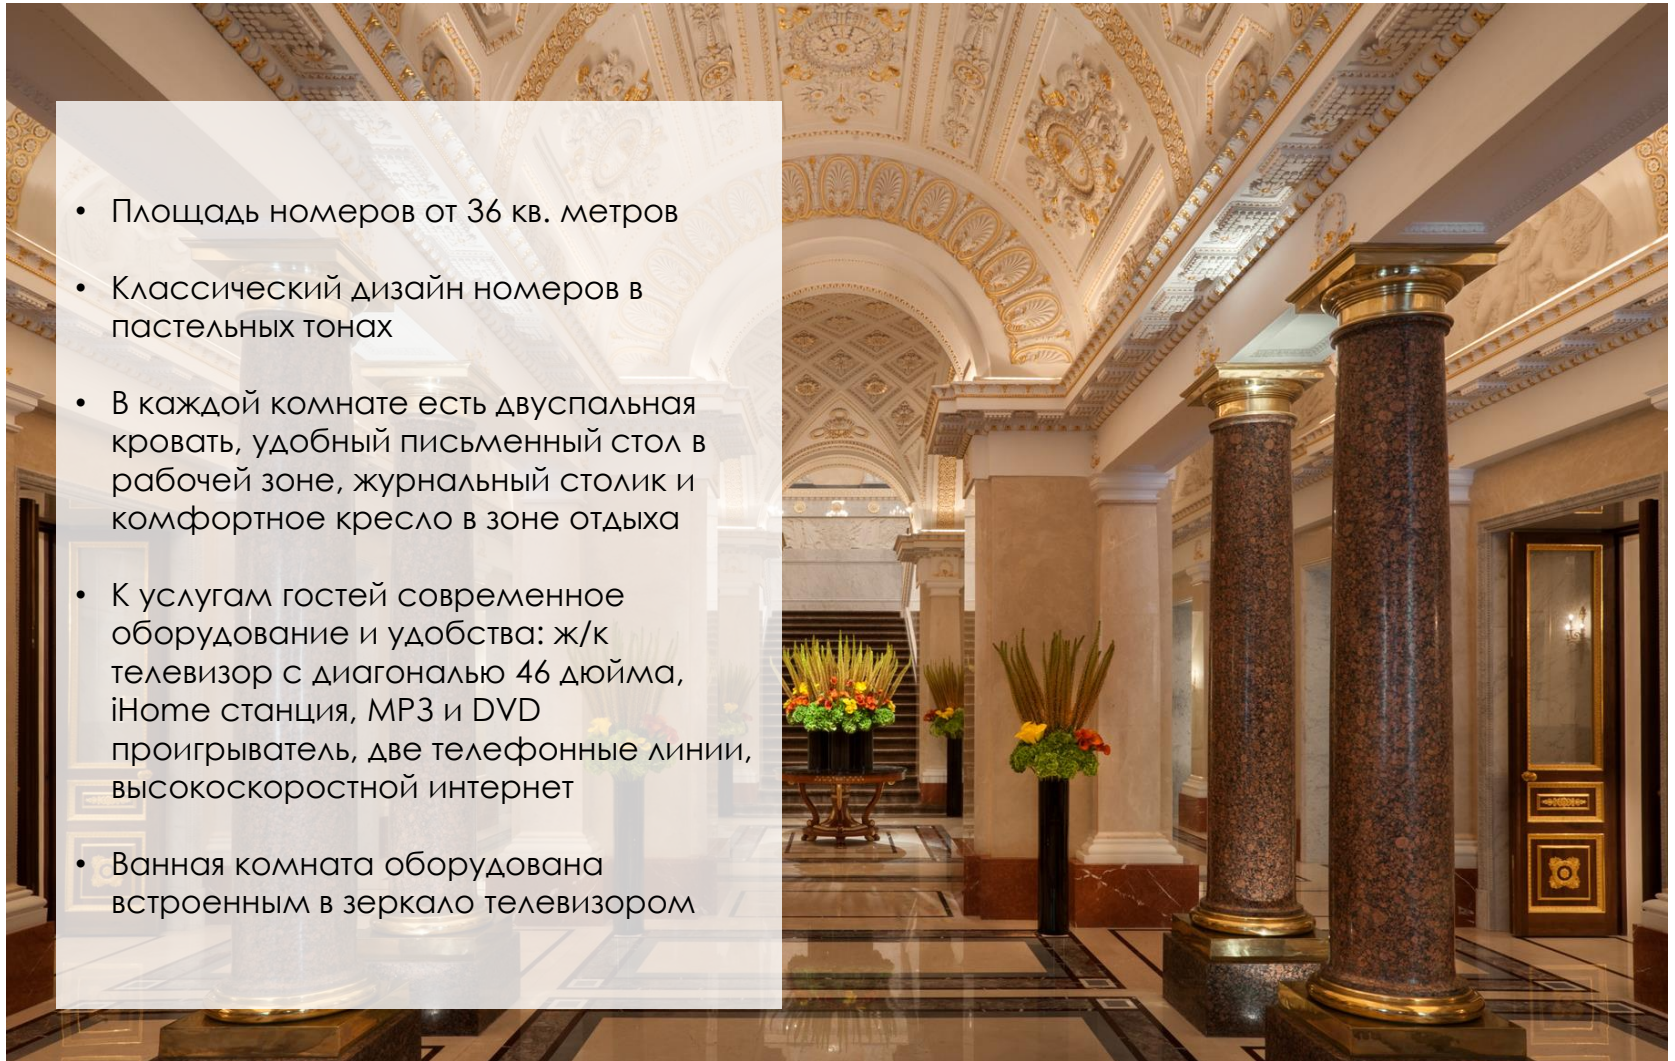 • Площадь номеров от 36 кв. метров
• Классический дизайн номеров в
пастельных тонах
• В каждой комнате есть двуспальная
кровать, удобный письменный стол в
рабочей зоне, журнальный столик и
комфортное кресло в зоне отдыха
• К услугам гостей современное
оборудование и удобства: ж/к
телевизор с диагональю 46 дюйма,
iHome станция, MP3 и DVD
проигрыватель, две телефонные линии,
высокоскоростной интернет
• Ванная комната оборудована
встроенным в зеркало телевизором